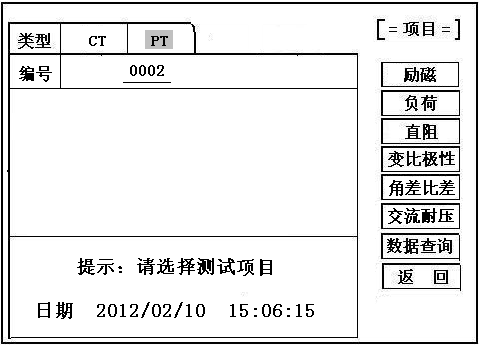 类型 CT PT
编号 0002
提示：请选择测试项目
日期 2012/02/10 15:06:15
[=项目=]
励磁
负荷
直阻
变比极性
角差比差
交流耐压
数据查询
返 回